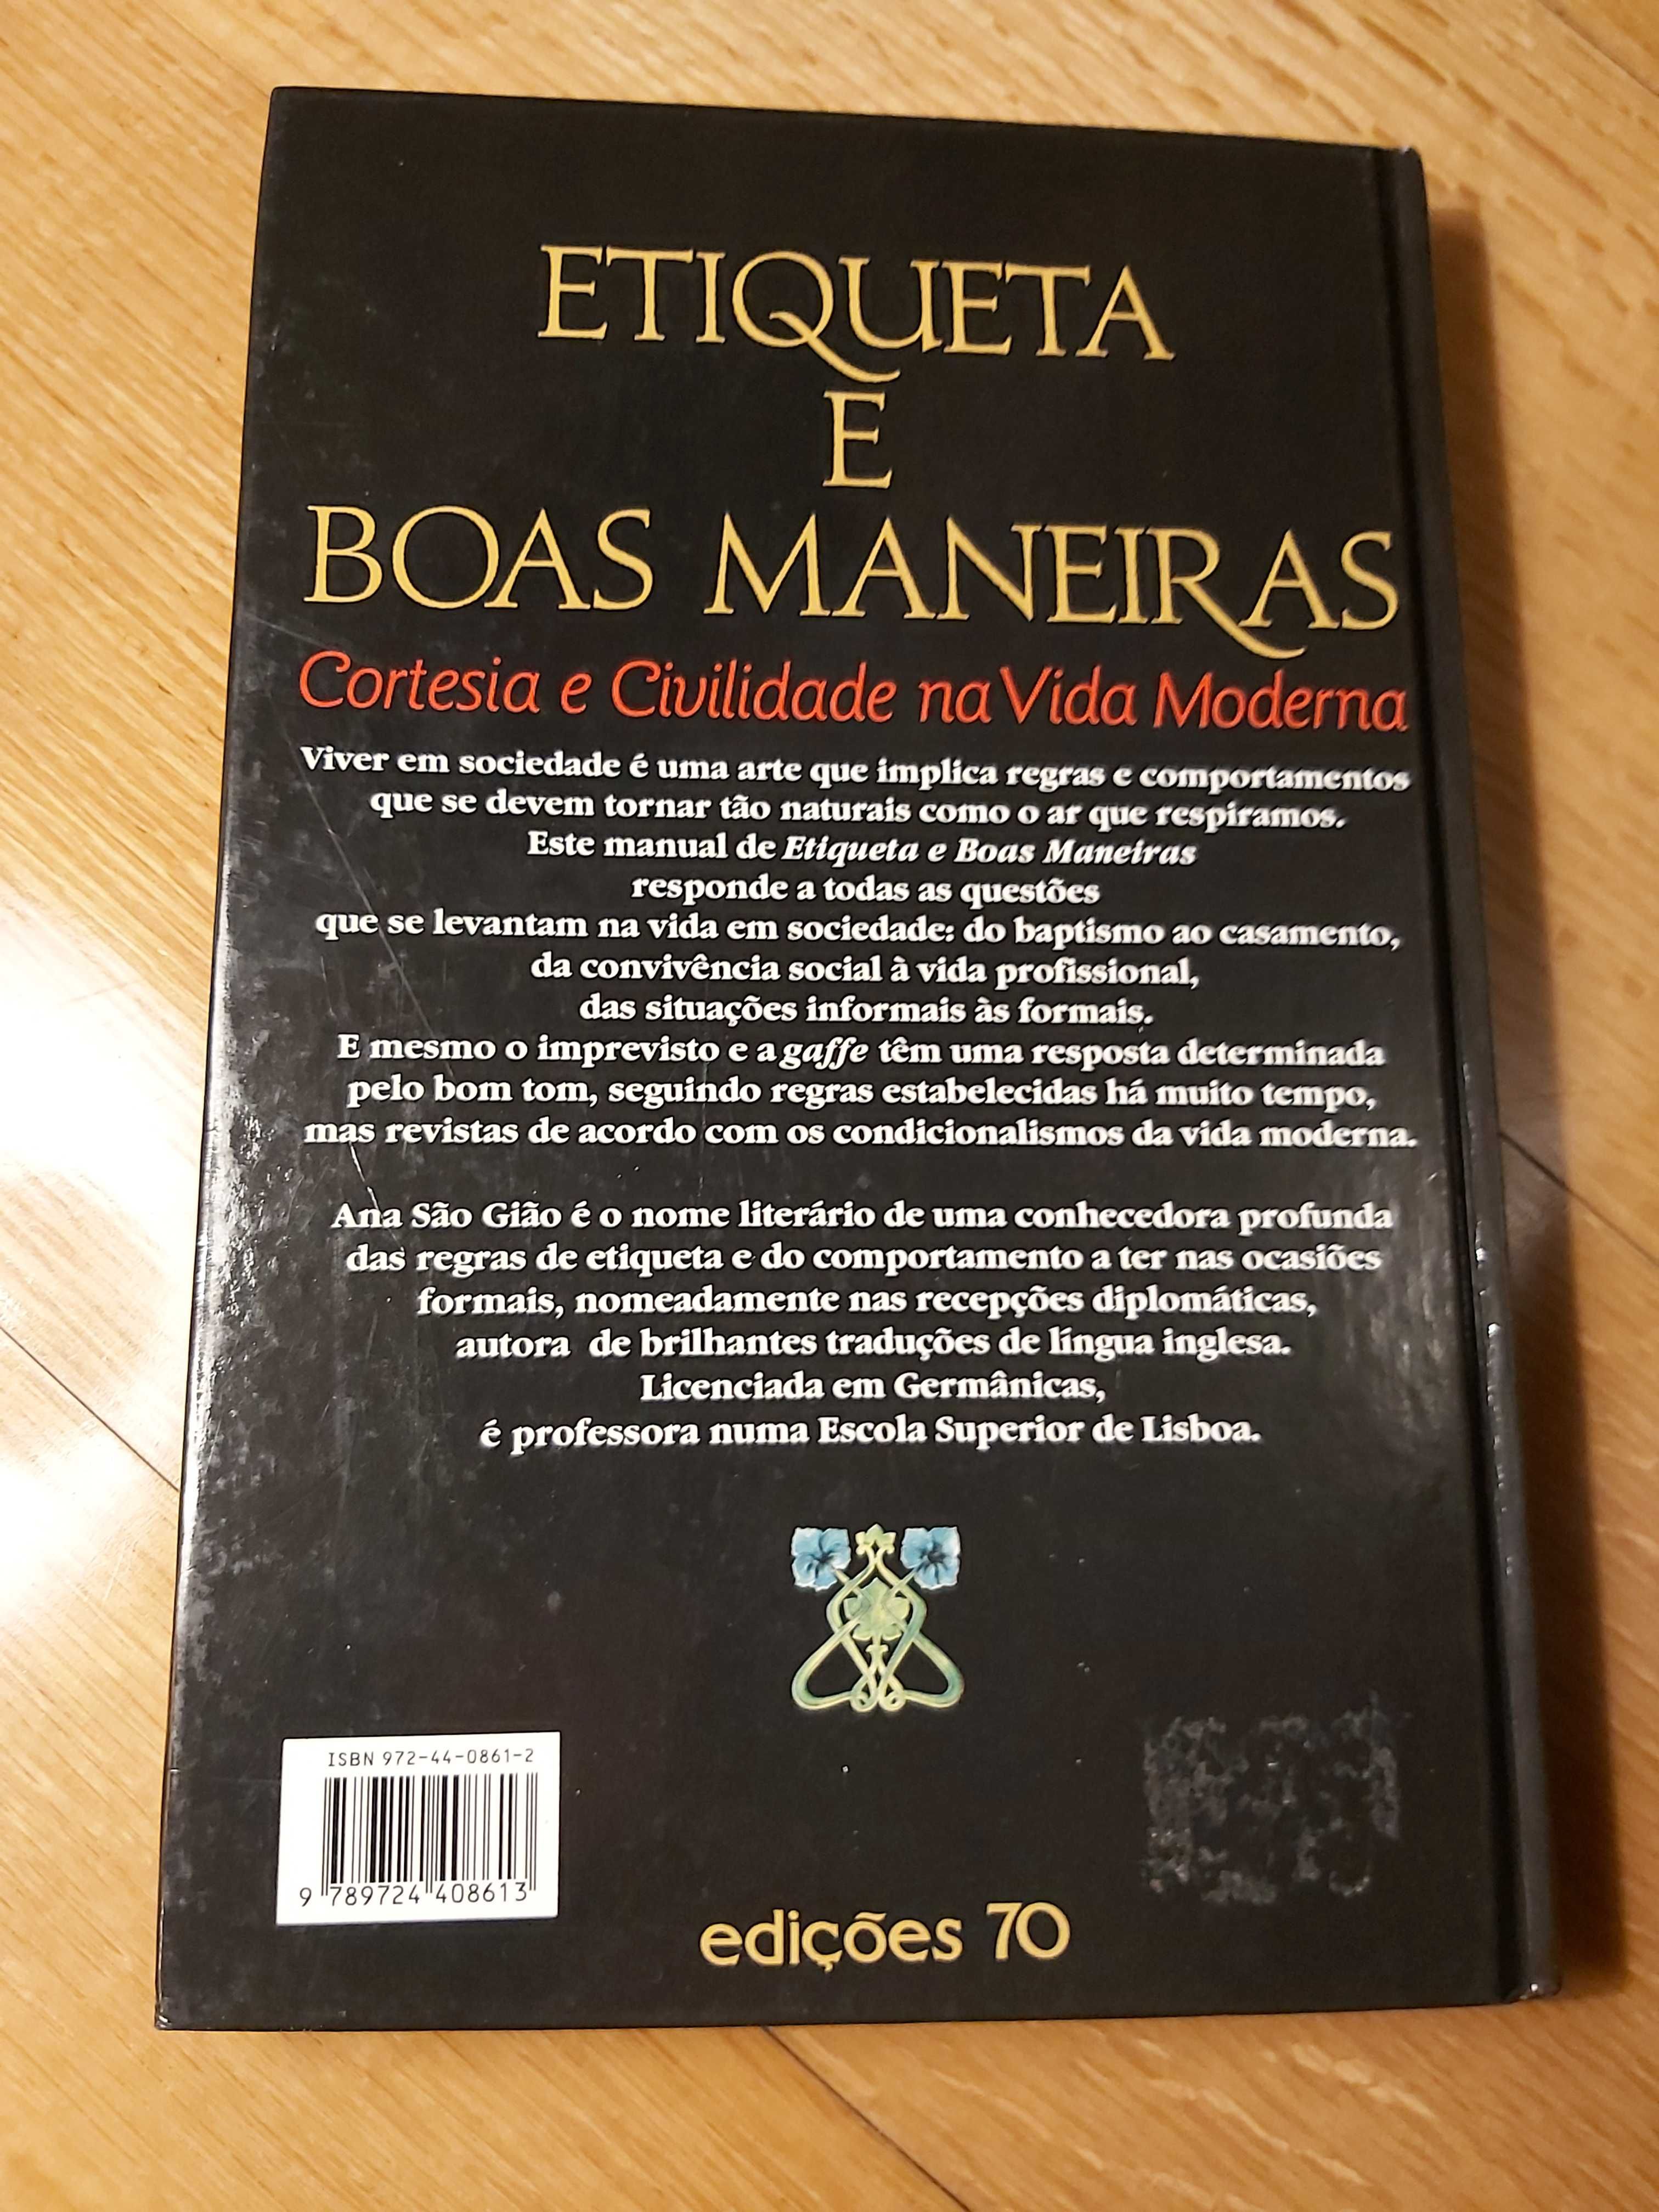 ETIQUETA
E
BOAS MANEIRAS
Cortesia e Civilidade na Vida Moderna
Viver em sociedade é uma arte que implica regras e comportamentos
que se devem tornar tão naturais como o ar que respiramos.
Este manual de Etiqueta e Boas Maneiras
responde a todas as questões
que se levantam na vida em sociedade: do baptismo ao casamento,
da convivência social à vida profissional,
das situações informais às formais.
E mesmo o imprevisto e a gaffe têm uma resposta determinada
pelo bom tom, seguindo regras estabelecidas há muito tempo,
mas revistas de acordo com os condicionalismos da vida moderna.
Ana São Gião é o nome literário de uma conhecedora profunda
das regras de etiqueta e do comportamento a ter nas ocasiões
formais, nomeadamente nas recepções diplomáticas,
autora de brilhantes traduções de língua inglesa.
Licenciada em Germânicas,
é professora numa Escola Superior de Lisboa.
ISBN 972-44-0861-2
9 789724 408613
edições 70